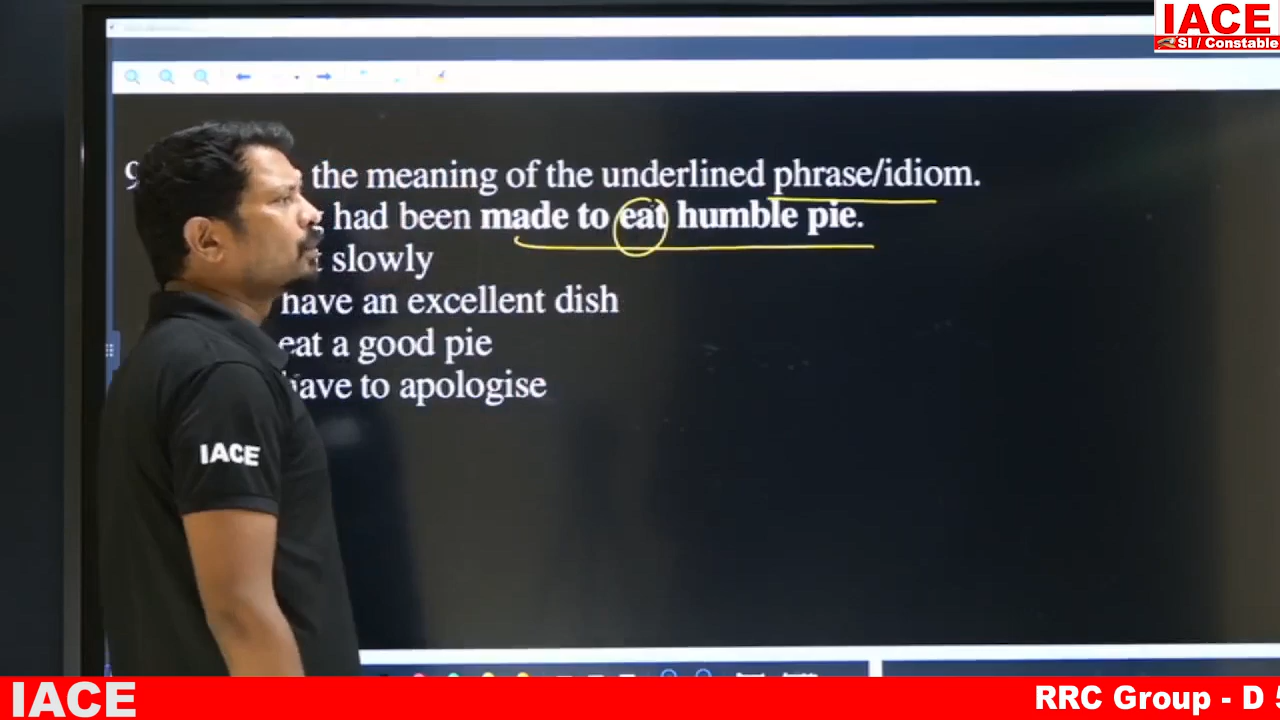 IACE
SI / Constable
the meaning of the underlined phrase/idiom.
had been made to eat humble pie.
slowly
have an excellent dish
eat a good pie
have to apologise
IACE
IACE
RRC Group - D